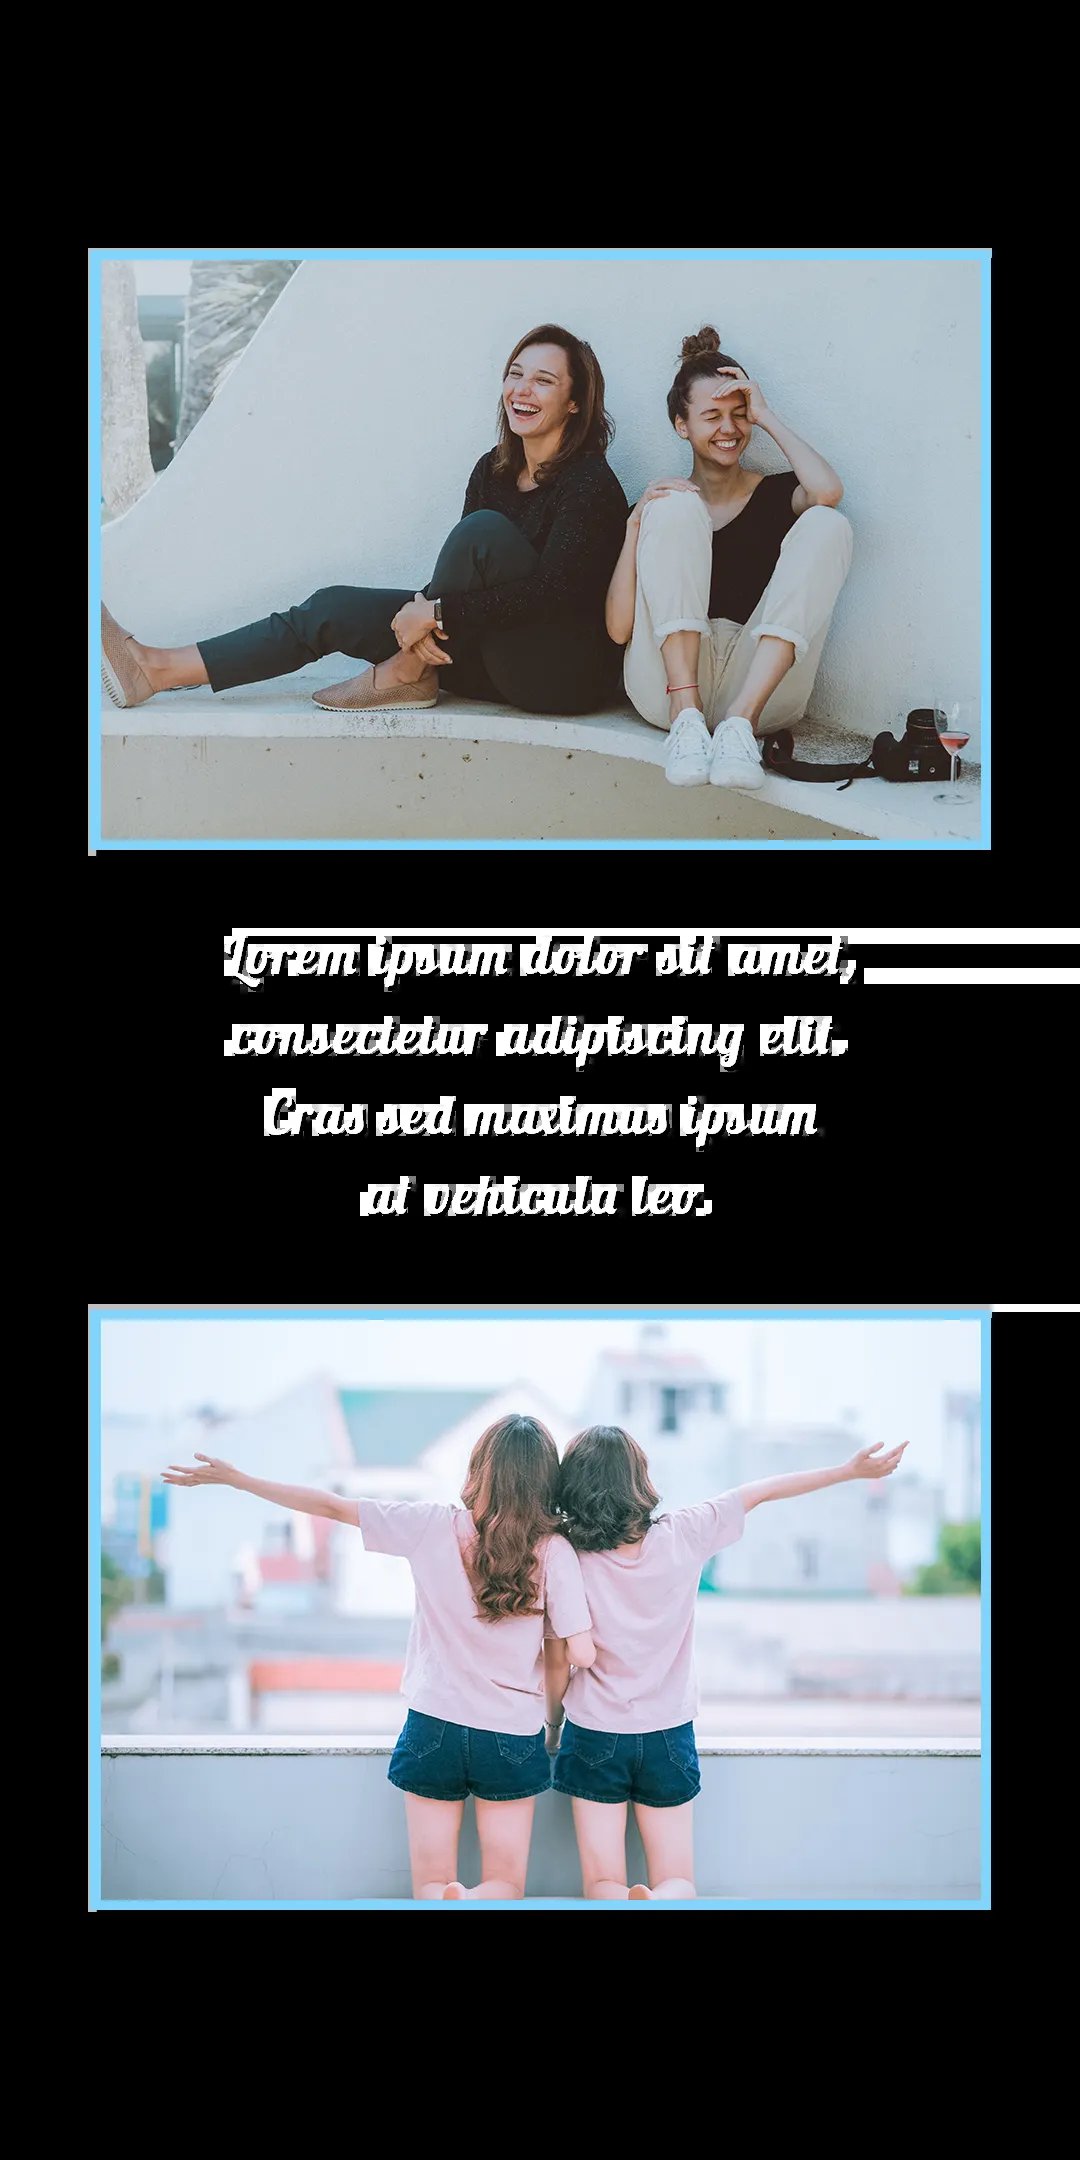 Lorem ipsum dolor sit amet,
consectetur adipiscing elit.
Cras sed maximus ipsum
at vehicula leo.